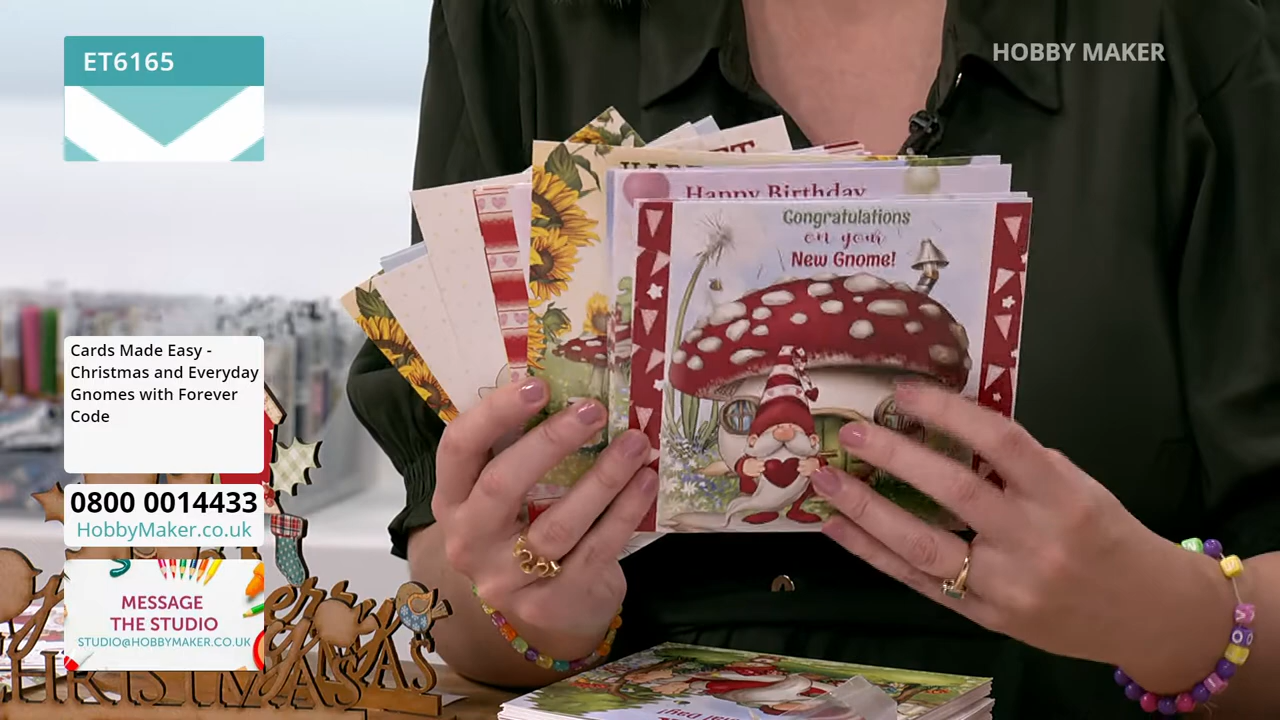 ET6165
HOBBY MAKER
Happy Birthday
Congratulations
on your
New Gnome!
Cards Made Easy -
Christmas and Everyday
Gnomes with Forever
Code
0800 0014433
HobbyMaker.co.uk
MESSAGE
THE STUDIO
STUDIO@HOBBYMAKER.CO.UK
CHRISTMAS